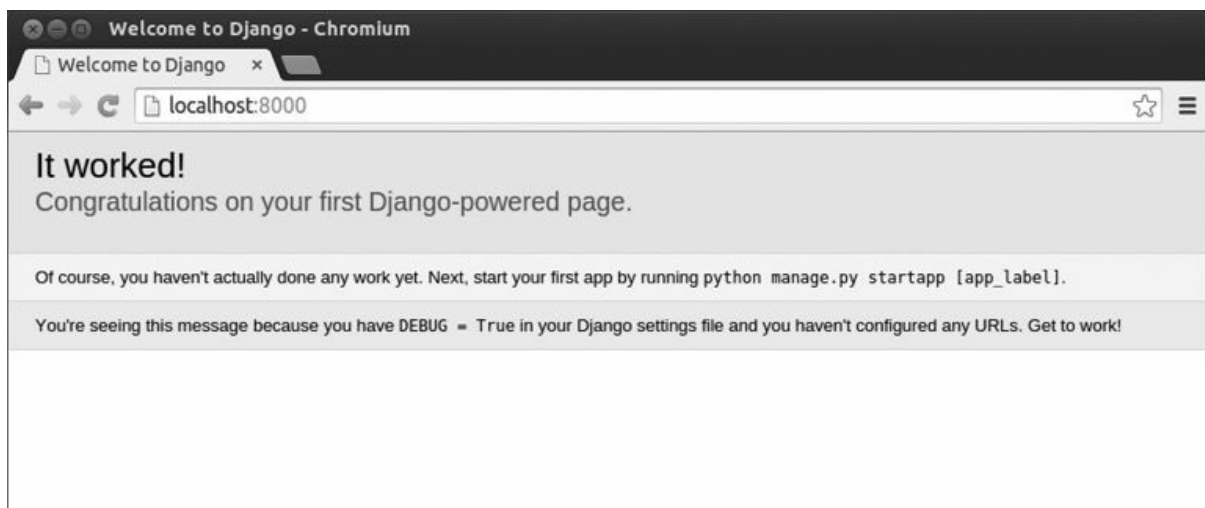 Welcome to Django - Chromium
Welcome to Django ×
localhost:8000
It worked!
Congratulations on your first Django-powered page.
Of course, you haven't actually done any work yet. Next, start your first app by running python manage.py startapp [app_label].
You're seeing this message because you have DEBUG = True in your Django settings file and you haven't configured any URLs. Get to work!